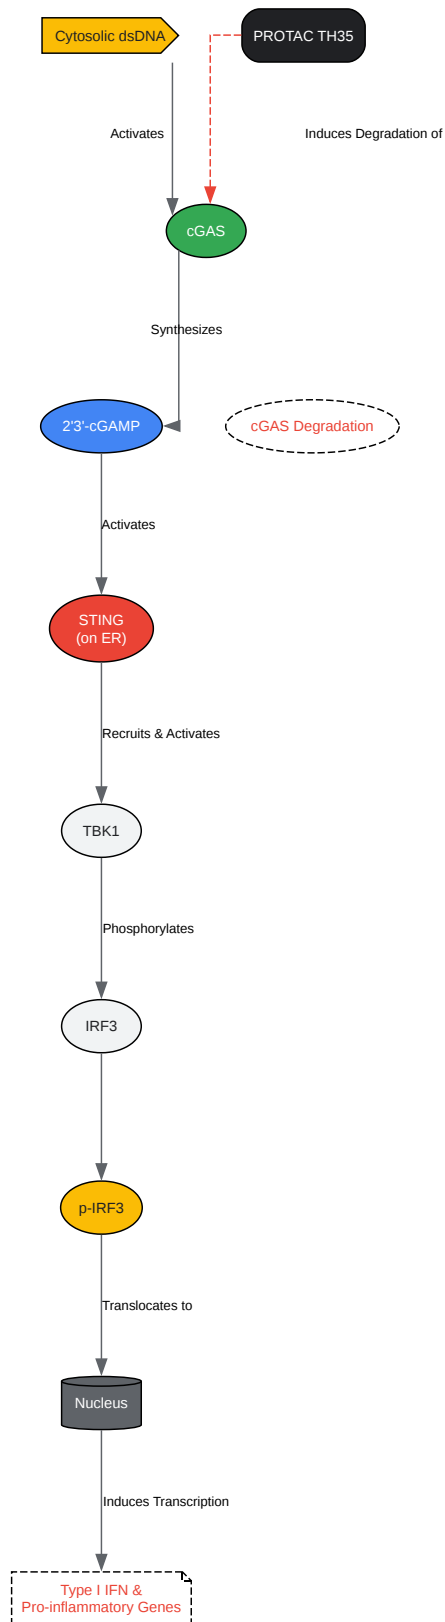 Cytosolic dsDNA
PROTAC TH35
Activates
Induces Degradation of
cGAS
Synthesizes
2'3'-cGAMP
cGAS Degradation
Activates
STING
(on ER)
Recruits & Activates
TBK1
Phosphorylates
IRF3
p-IRF3
Translocates to
Nucleus
Induces Transcription
Type I IFN &
Pro-inflammatory Genes